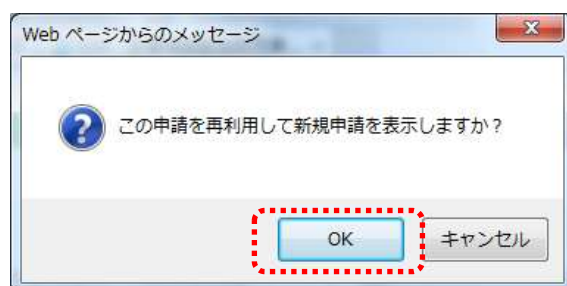 Web ページからのメッセージ
この申請を再利用して新規申請を表示しますか？
OK
キャンセル